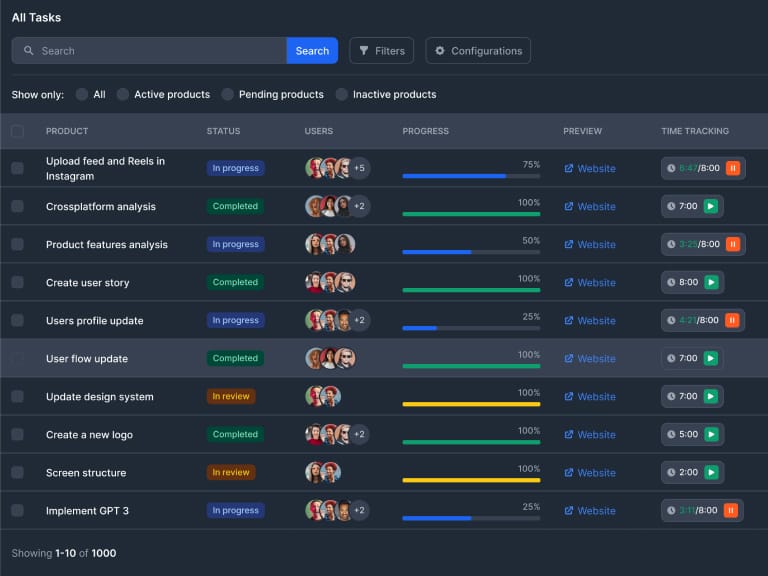 All Tasks
Search Search Filters Configurations
Show only: All Active products Pending products Inactive products
PRODUCT STATUS USERS PROGRESS PREVIEW TIME TRACKING
Upload feed and Reels in
Instagram In progress +5 75% Website 6:47/8:00
Crossplatform analysis Completed +2 100% Website 7:00
Product features analysis In progress 50% Website 3:25/8:00
Create user story Completed 100% Website 8:00
Users profile update In progress +2 25% Website 4:21/8:00
User flow update Completed 100% Website 7:00
Update design system In review 100% Website 7:00
Create a new logo Completed +2 100% Website 5:00
Screen structure In review 100% Website 2:00
Implement GPT 3 In progress +2 25% Website 3:11/8:00
Showing 1-10 of 1000